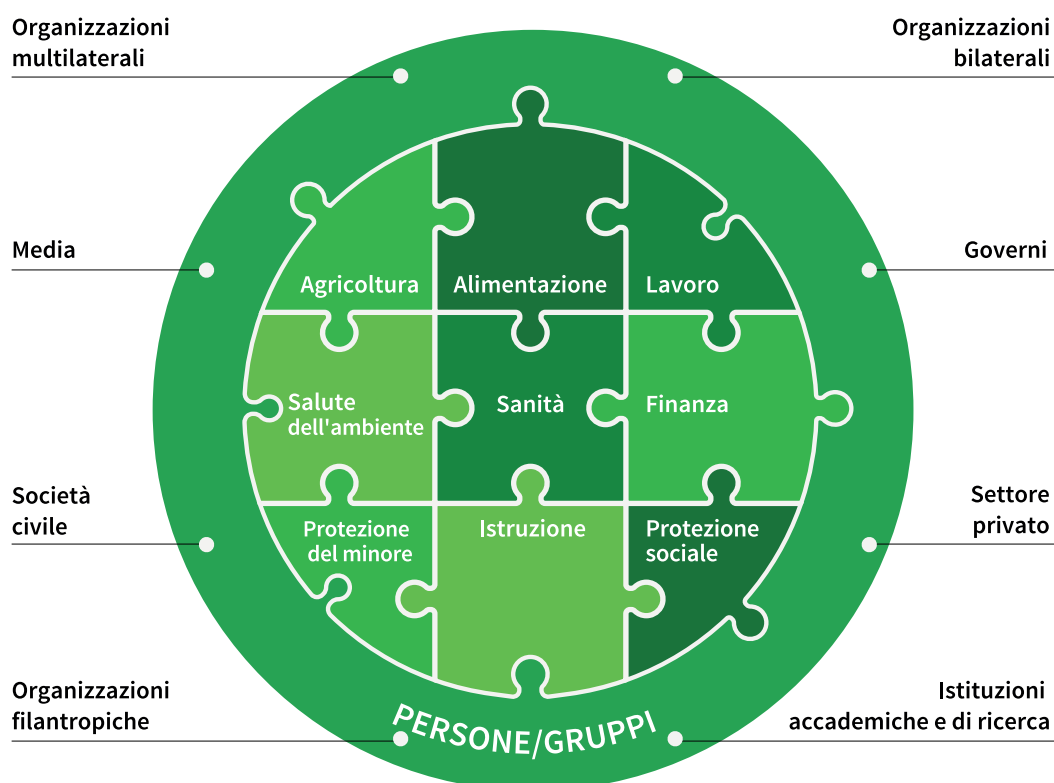 Organizzazioni
multilaterali
Organizzazioni
bilaterali
Media
Governi
Agricoltura
Alimentazione
Lavoro
Salute
dell'ambiente
Sanità
Finanza
Società
civile
Settore
privato
Protezione
del minore
Istruzione
Protezione
sociale
Organizzazioni
filantropiche
Istituzioni
accademiche e di ricerca
PERSONE/GRUPPI